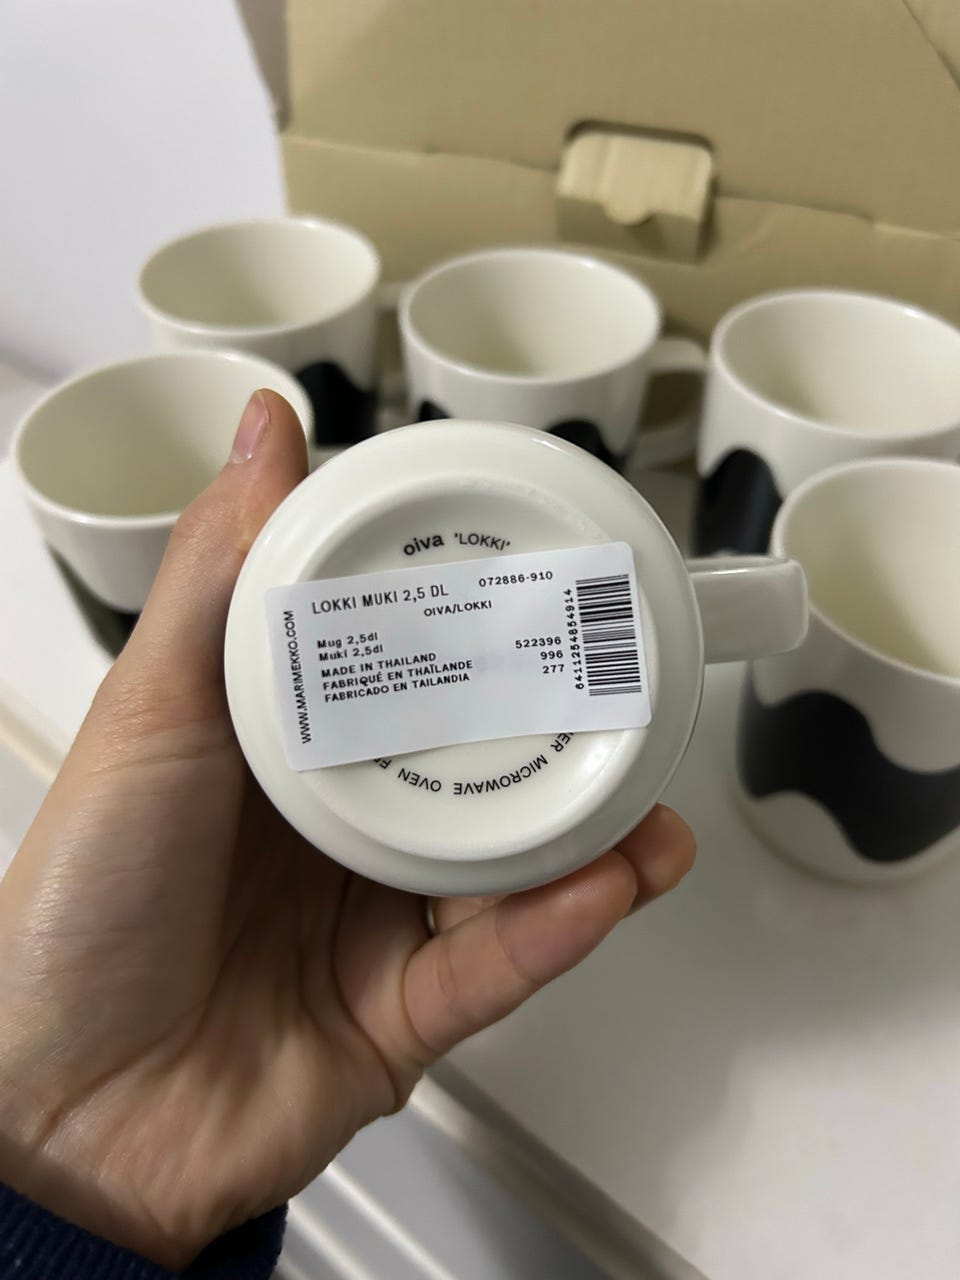 oiva 'LOKKI'
LOKKI MUKI 2,5 DL 072886-910
OIVA/LOKKI
Mug 2,5dl
Muki 2,5dl 522396
MADE IN THAILAND 996
FABRIQUÉ EN THAÏLANDE 277
FABRICADO EN TAILANDIA
WWW.MARIMEKKO.COM
6411254854914
MICROWAVE OVEN